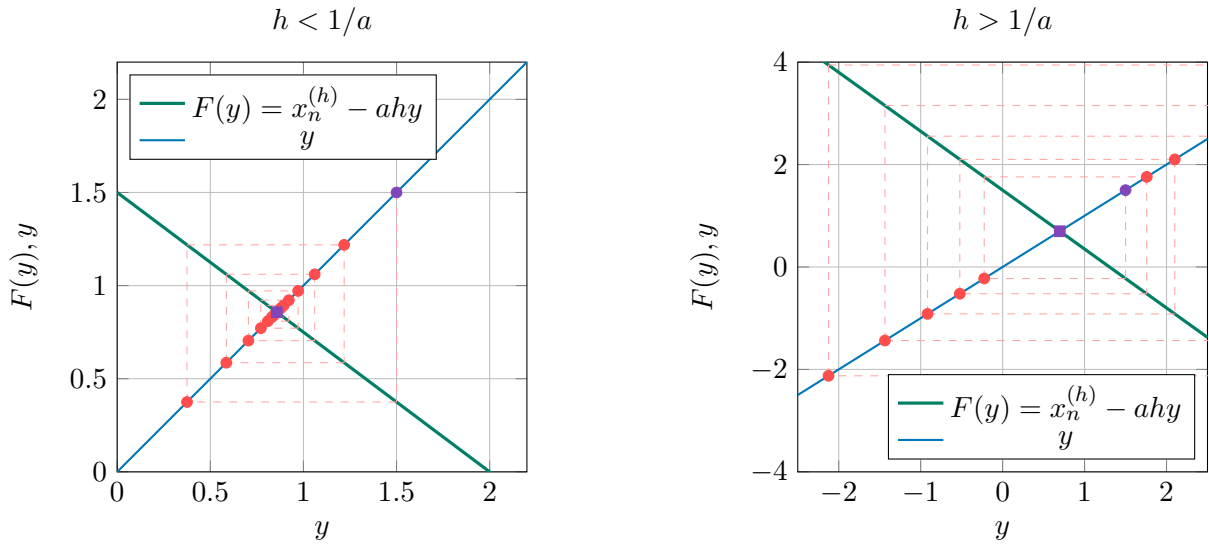 h < 1/a
F(y), y
2
1.5
1
0.5
0
F(y) = x_n^{(h)} − ahy
y
0
0.5
1
1.5
2
y
h > 1/a
F(y), y
4
2
0
−2
−4
F(y) = x_n^{(h)} − ahy
y
−2
−1
0
1
2
y